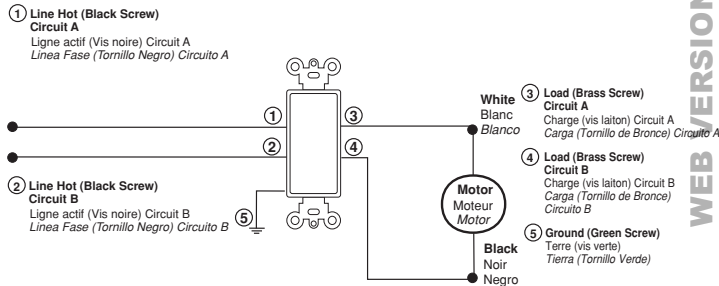 1 Line Hot (Black Screw)
Circuit A
Ligne actif (Vis noire) Circuit A
Linea Fase (Tornillo Negro) Circuito A
1
2
3
4
5
2 Line Hot (Black Screw)
Circuit B
Ligne actif (Vis noire) Circuit B
Linea Fase (Tornillo Negro) Circuito B
White
Blanc
Blanco
Motor
Moteur
Motor
Black
Noir
Negro
3 Load (Brass Screw)
Circuit A
Charge (vis laiton) Circuit A
Carga (Tornillo de Bronce) Circuito A
4 Load (Brass Screw)
Circuit B
Charge (vis laiton) Circuit B
Carga (Tornillo de Bronce)
Circuito B
5 Ground (Green Screw)
Terre (vis verte)
Tierra (Tornillo Verde)
WEB VERSION